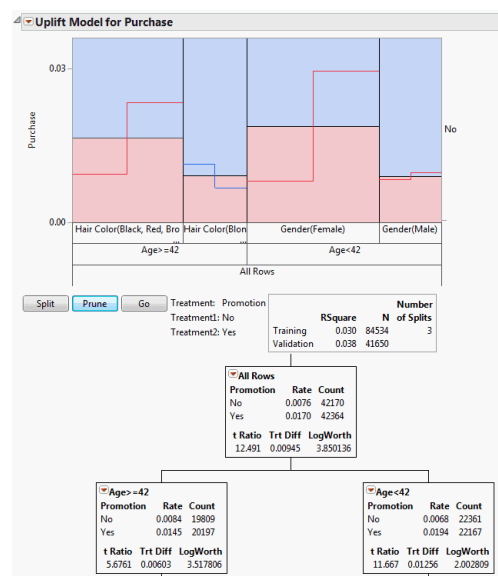 Uplift Model for Purchase
0.03
Purchase
No
0.00
Hair Color(Black, Red, Bro ... Hair Color(Blon ... Gender(Female) Gender(Male)
Age>=42 Age<42
All Rows
Split Prune Go
Treatment: Promotion
Treatment1: No
Treatment2: Yes
RSquare N Number of Splits
Training 0.030 84534 3
Validation 0.038 41650
All Rows
Promotion Rate Count
No 0.0076 42170
Yes 0.0170 42364
t Ratio Trt Diff LogWorth
12.491 0.00945 3.850136
Age>=42
Promotion Rate Count
No 0.0084 19809
Yes 0.0145 20197
t Ratio Trt Diff LogWorth
5.6761 0.00603 3.517806
Age<42
Promotion Rate Count
No 0.0068 22361
Yes 0.0194 22167
t Ratio Trt Diff LogWorth
11.667 0.01256 2.002809